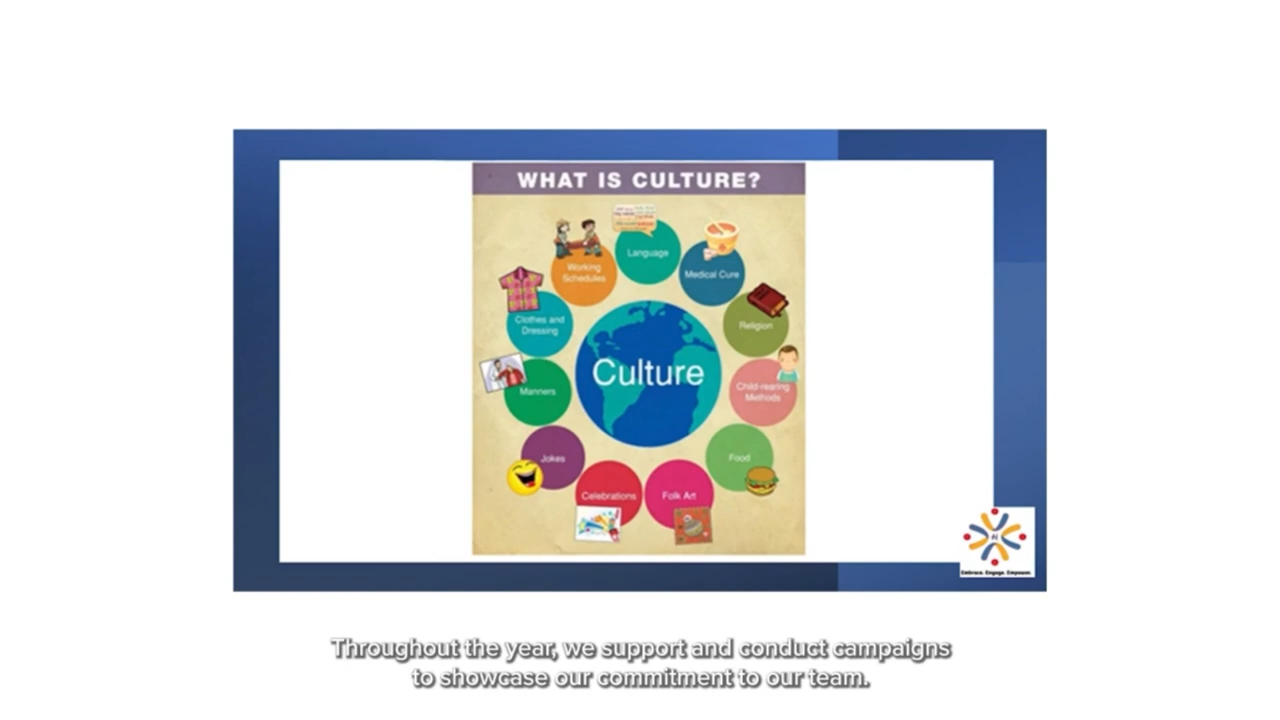 WHAT IS CULTURE?
Language
Working
Schedules
Medical Cure
Clothes and
Dressing
Religion
Culture
Manners
Child-rearing
Methods
Jokes
Food
Celebrations
Folk Art
Embrace. Engage. Empower.
Throughout the year, we support and conduct campaigns
to showcase our commitment to our team.